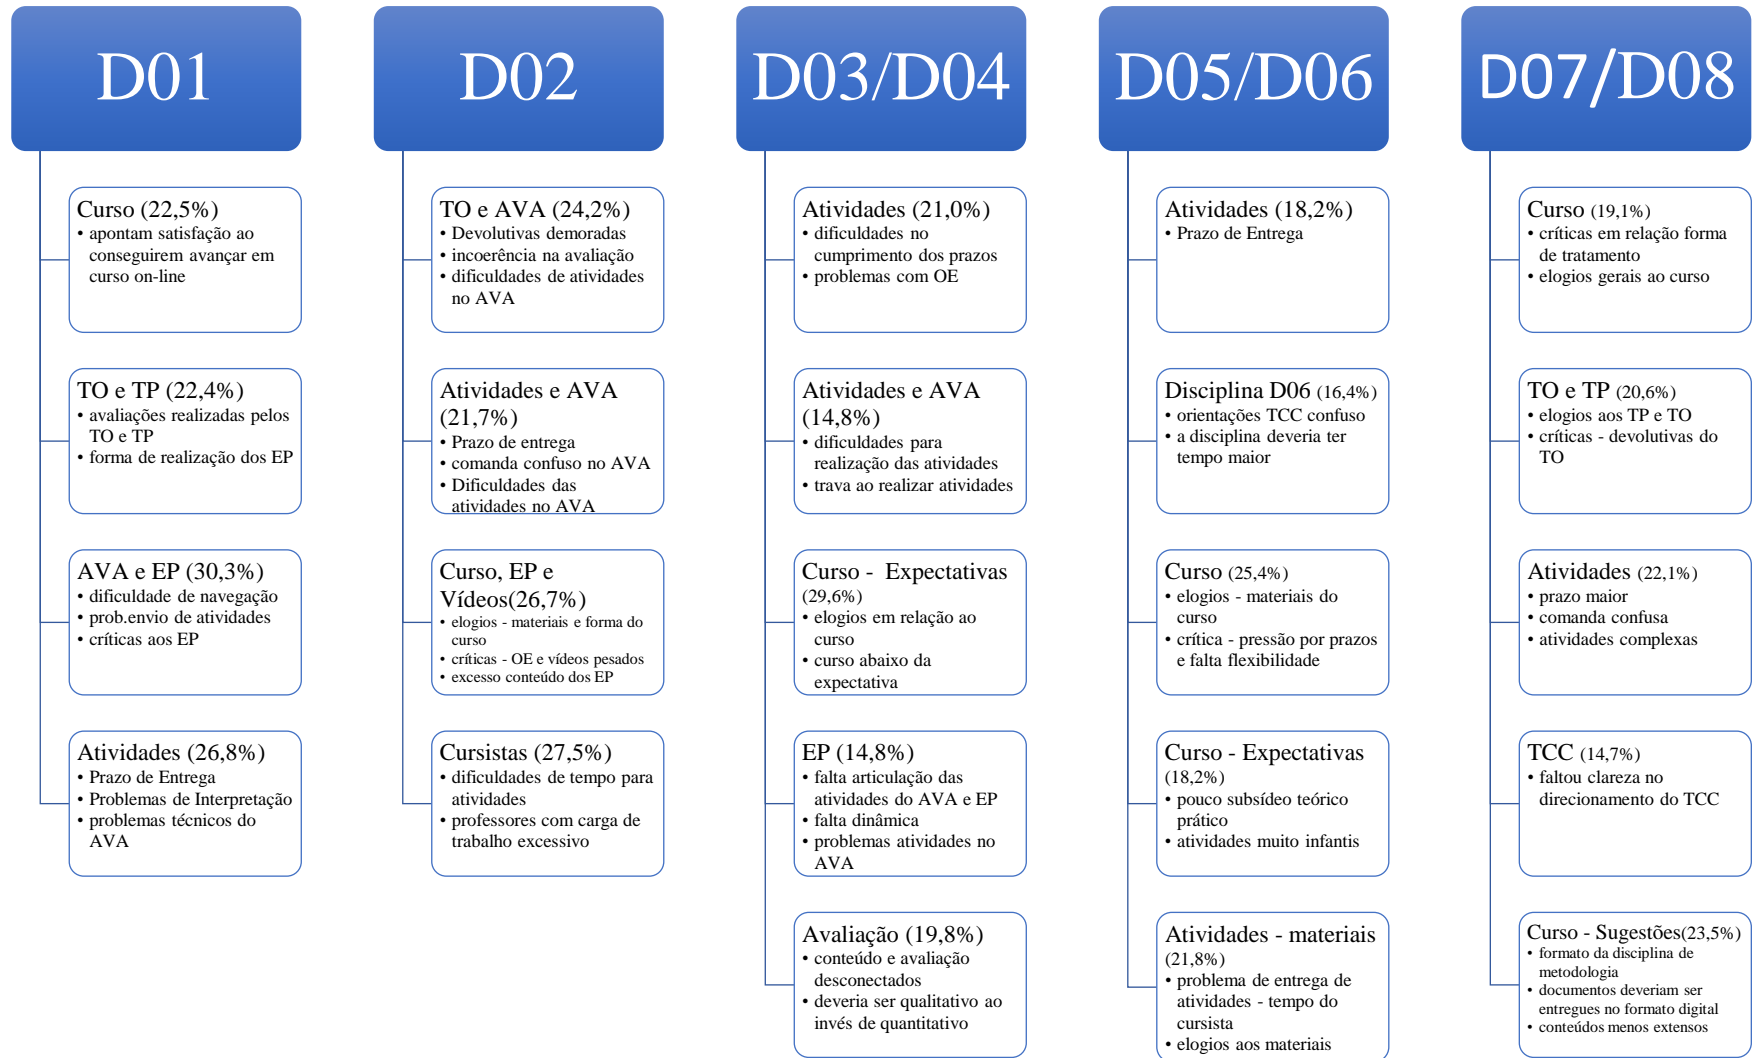 D01
Curso (22,5%)
• apontam satisfação ao
conseguirem avançar em
curso on-line
TO e TP (22,4%)
• avaliações realizadas pelos
TO e TP
• forma de realização dos EP
AVA e EP (30,3%)
• dificuldade de navegação
• prob.envio de atividades
• críticas aos EP
Atividades (26,8%)
• Prazo de Entrega
• Problemas de Interpretação
• problemas técnicos do
AVA
D02
TO e AVA (24,2%)
• Devolutivas demoradas
• incoerência na avaliação
• dificuldades de atividades
no AVA
Atividades e AVA
(21,7%)
• Prazo de entrega
• comanda confuso no AVA
• Dificuldades das
atividades no AVA
Curso, EP e
Vídeos(26,7%)
• elogios - materiais e forma do
curso
• críticas - OE e vídeos pesados
• excesso conteúdo dos EP
Cursistas (27,5%)
• dificuldades de tempo para
atividades
• professores com carga de
trabalho excessivo
D03/D04
Atividades (21,0%)
• dificuldades no
cumprimento dos prazos
• problemas com OE
Atividades e AVA
(14,8%)
• dificuldades para
realização das atividades
• trava ao realizar atividades
Curso - Expectativas
(29,6%)
• elogios em relação ao
curso
• curso abaixo da
expectativa
EP (14,8%)
• falta articulação das
atividades do AVA e EP
• falta dinâmica
• problemas atividades no
AVA
Avaliação (19,8%)
• conteúdo e avaliação
desconectados
• deveria ser qualitativo ao
invés de quantitativo
D05/D06
Atividades (18,2%)
• Prazo de Entrega
Disciplina D06 (16,4%)
• orientações TCC confuso
• a disciplina deveria ter
tempo maior
Curso (25,4%)
• elogios - materiais do
curso
• crítica - pressão por prazos
e falta flexibilidade
Curso - Expectativas
(18,2%)
• pouco subsídeo teórico
prático
• atividades muito infantis
Atividades - materiais
(21,8%)
• problema de entrega de
atividades - tempo do
cursista
• elogios aos materiais
D07/D08
Curso (19,1%)
• críticas em relação forma
de tratamento
• elogios gerais ao curso
TO e TP (20,6%)
• elogios aos TP e TO
• críticas - devolutivas do
TO
Atividades (22,1%)
• prazo maior
• comanda confusa
• atividades complexas
TCC (14,7%)
• faltou clareza no
direcionamento do TCC
Curso - Sugestões(23,5%)
• formato da disciplina de
metodologia
• documentos deveriam ser
entregues no formato digital
• conteúdos menos extensos